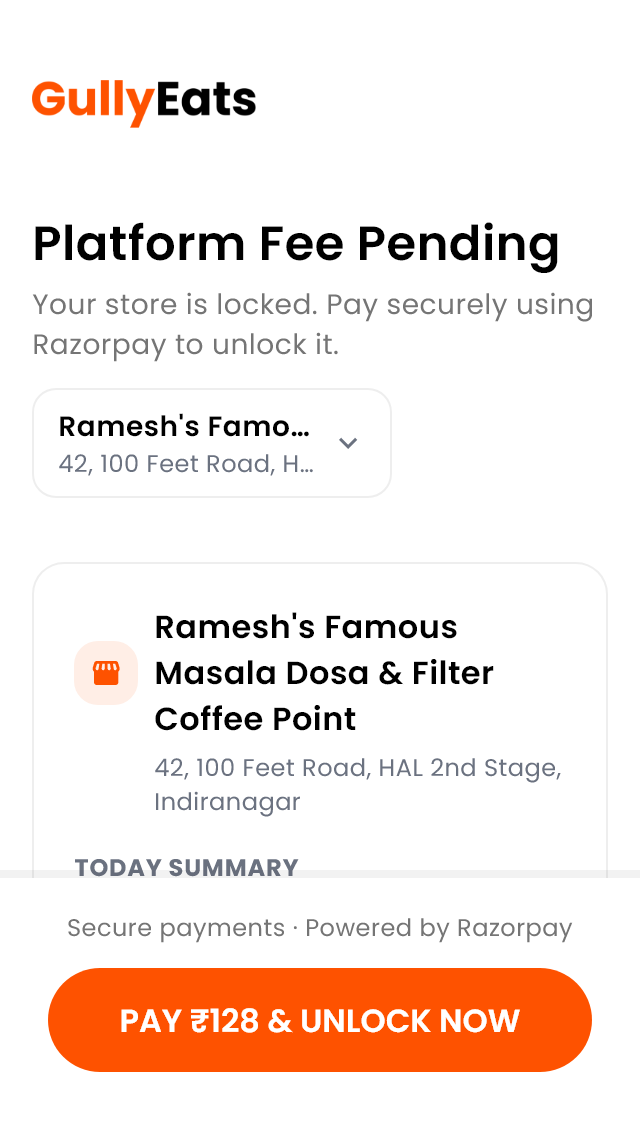 GullyEats
Platform Fee Pending
Your store is locked. Pay securely using
Razorpay to unlock it.
Ramesh's Famo...
42, 100 Feet Road, H...
Ramesh's Famous
Masala Dosa & Filter
Coffee Point
42, 100 Feet Road, HAL 2nd Stage,
Indiranagar
TODAY SUMMARY
Secure payments · Powered by Razorpay
PAY ₹128 & UNLOCK NOW